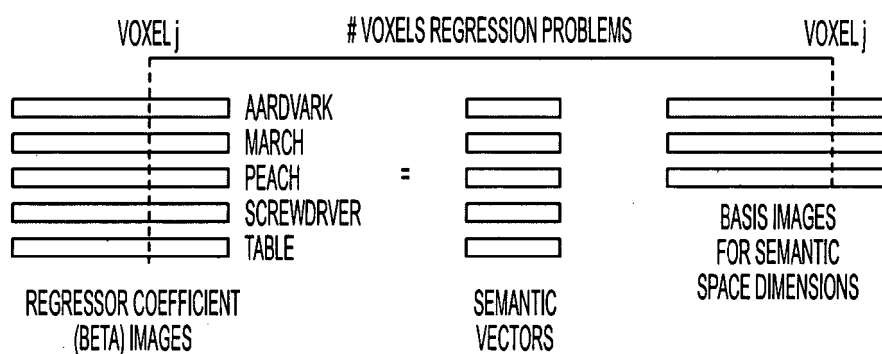 VOXEL j
# VOXELS REGRESSION PROBLEMS
VOXEL j
AARDVARK
MARCH
PEACH
=
SCREWDRVER
TABLE
REGRESSOR COEFFICIENT
(BETA) IMAGES
SEMANTIC
VECTORS
BASIS IMAGES
FOR SEMANTIC
SPACE DIMENSIONS